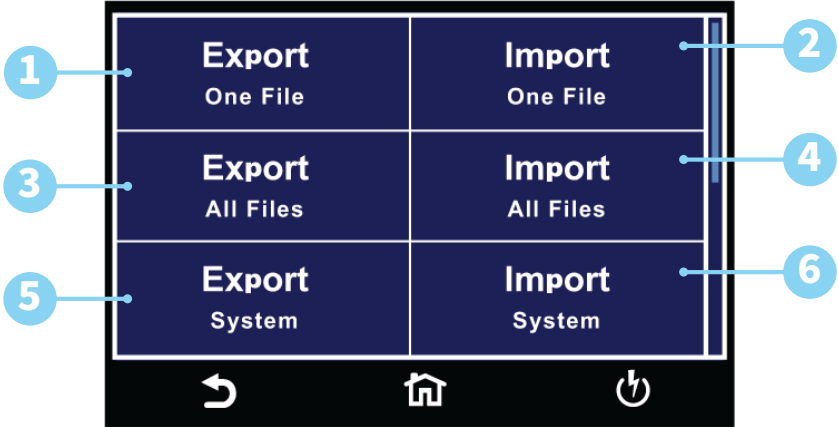 1
Export
One File
Import
One File
2
3
Export
All Files
Import
All Files
4
5
Export
System
Import
System
6